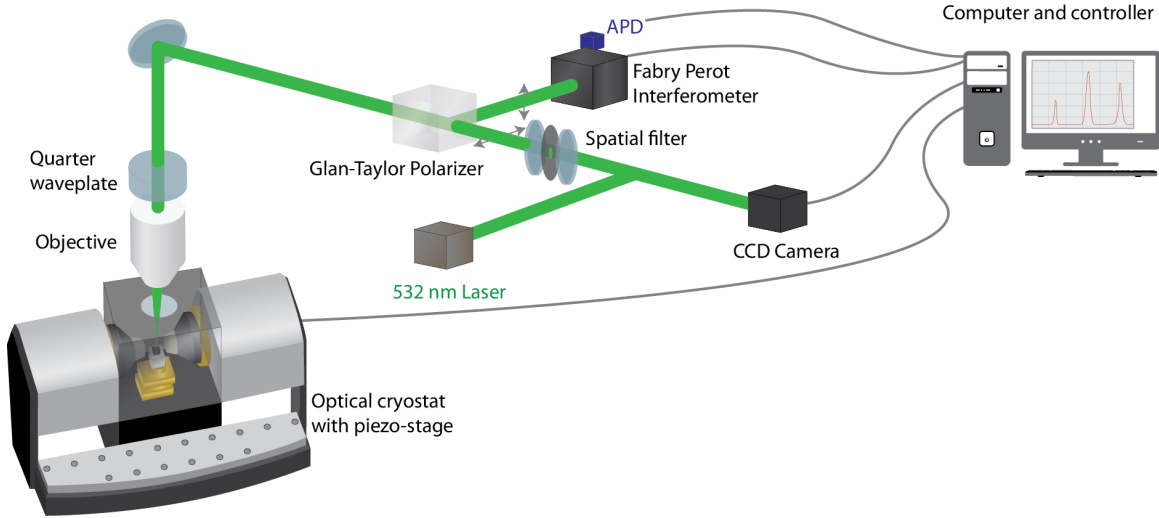 Computer and controller
APD
Fabry Perot
Interferometer
Spatial filter
Glan-Taylor Polarizer
Quarter
waveplate
Objective
CCD Camera
532 nm Laser
Optical cryostat
with piezo-stage